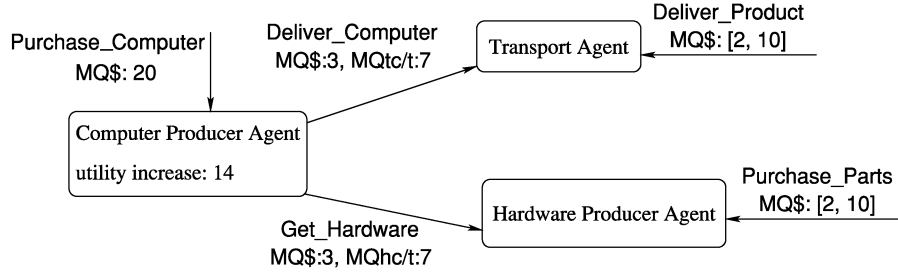 Purchase_Computer
MQ$: 20
Deliver_Computer
MQ$:3, MQtc/t:7
Deliver_Product
MQ$: [2, 10]
Transport Agent
Computer Producer Agent
utility increase: 14
Get_Hardware
MQ$:3, MQhc/t:7
Hardware Producer Agent
Purchase_Parts
MQ$: [2, 10]